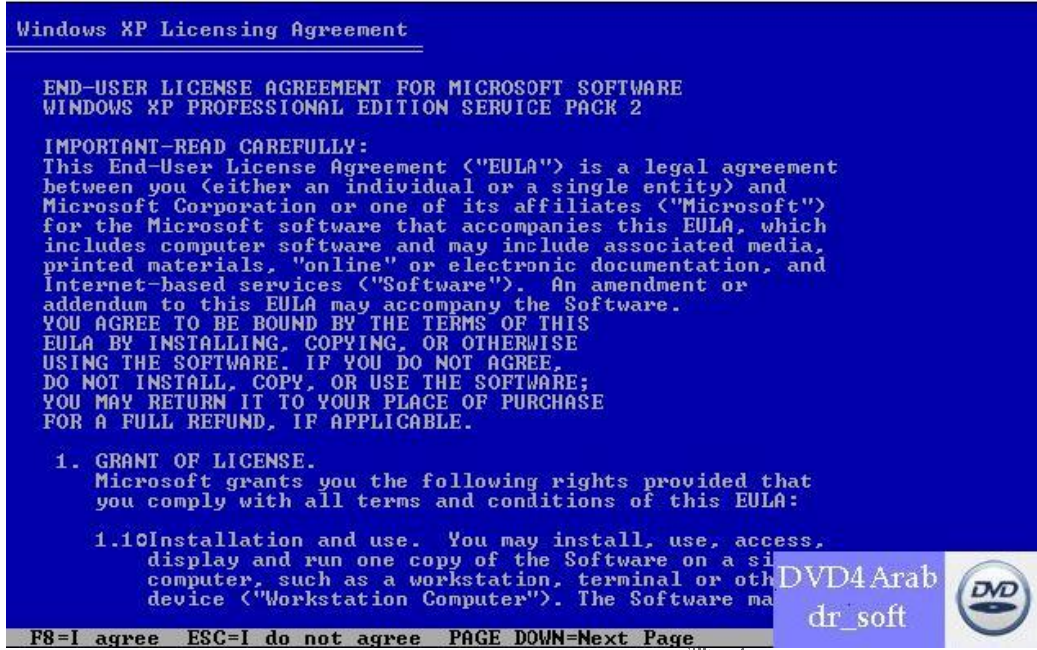 Windows XP Licensing Agreement
END-USER LICENSE AGREEMENT FOR MICROSOFT SOFTWARE
WINDOWS XP PROFESSIONAL EDITION SERVICE PACK 2
IMPORTANT-READ CAREFULLY:
This End-User License Agreement ("EULA") is a legal agreement
between you (either an individual or a single entity) and
Microsoft Corporation or one of its affiliates ("Microsoft")
for the Microsoft software that accompanies this EULA, which
includes computer software and may include associated media,
printed materials, "online" or electronic documentation, and
Internet-based services ("Software").  An amendment or
addendum to this EULA may accompany the Software.
YOU AGREE TO BE BOUND BY THE TERMS OF THIS
EULA BY INSTALLING, COPYING, OR OTHERWISE
USING THE SOFTWARE. IF YOU DO NOT AGREE,
DO NOT INSTALL, COPY, OR USE THE SOFTWARE;
YOU MAY RETURN IT TO YOUR PLACE OF PURCHASE
FOR A FULL REFUND, IF APPLICABLE.
1. GRANT OF LICENSE.
Microsoft grants you the following rights provided that
you comply with all terms and conditions of this EULA:
1.1 Installation and use.  You may install, use, access,
display and run one copy of the Software on a
computer, such as a workstation, terminal or
device ("Workstation Computer"). The Software
DVD4Arab
dr_soft
DVD
F8=I agree  ESC=I do not agree  PAGE DOWN=Next Page